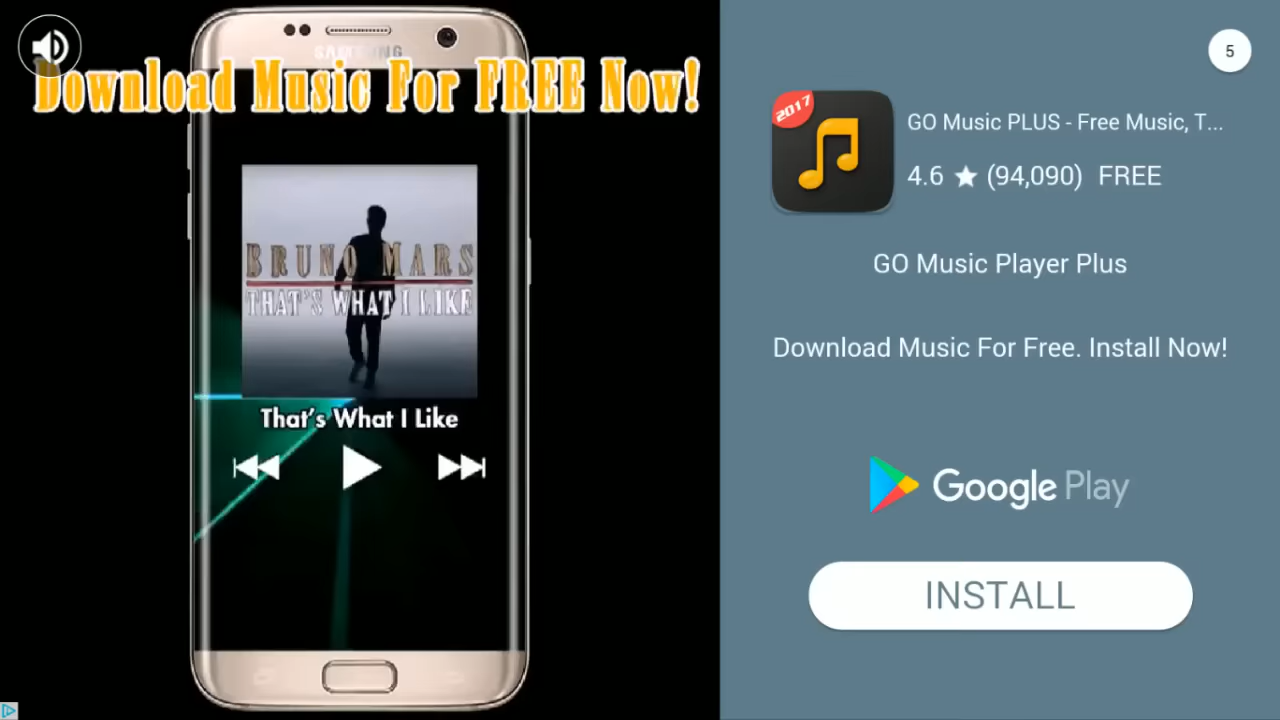 SAMSUNG
Download Music For FREE Now!
BRUNO MARS
THAT'S WHAT I LIKE
That's What I Like
5
2017
GO Music PLUS - Free Music, T...
4.6 ★ (94,090) FREE
GO Music Player Plus
Download Music For Free. Install Now!
Google Play
INSTALL